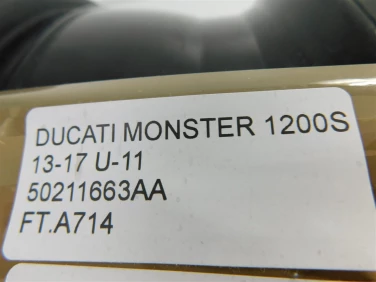 DUCATI MONSTER 1200S
13-17 U-11
50211663AA
FT.A714